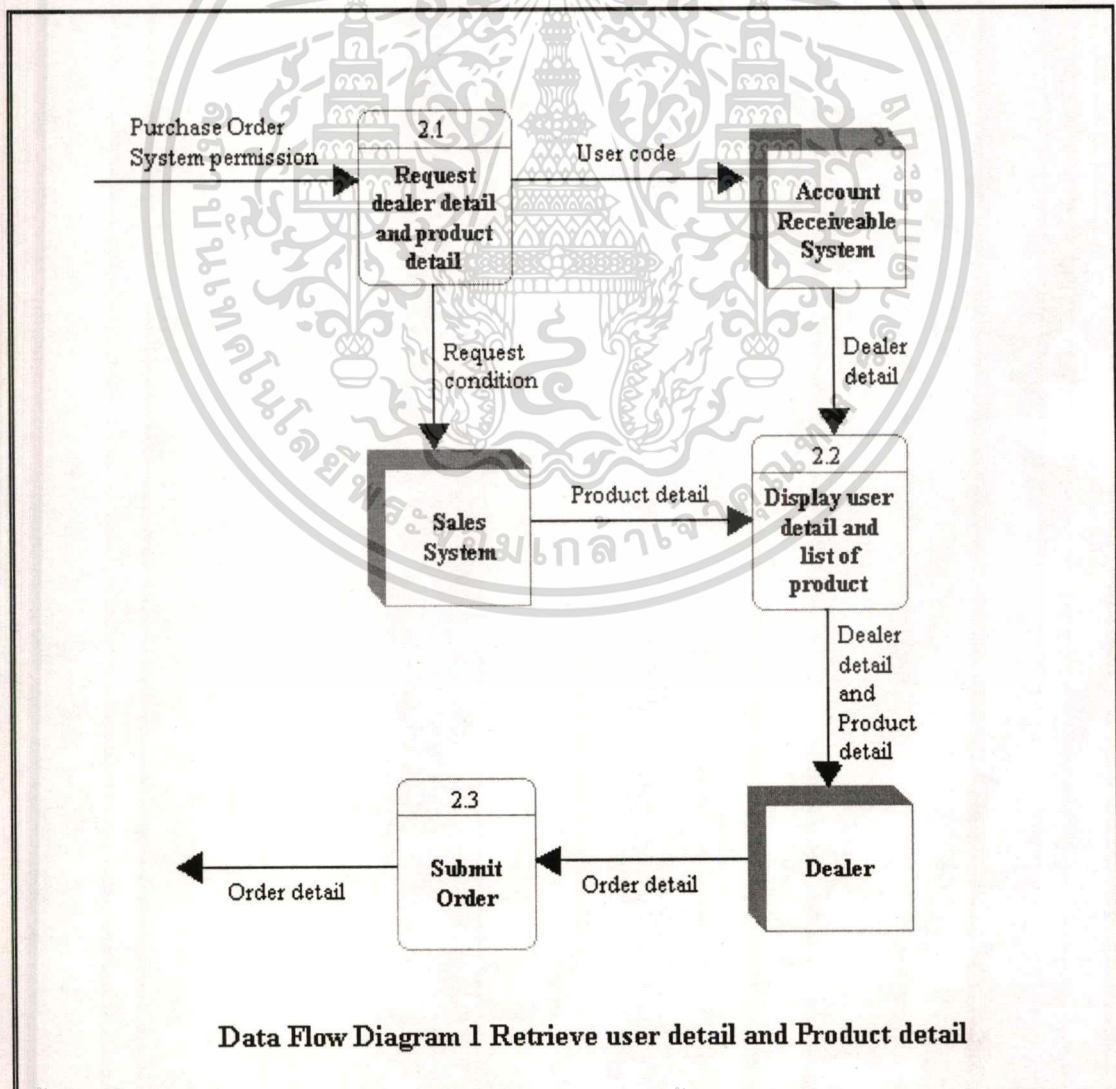 Purchase Order
System permission
2.1
Request
dealer detail
and product
detail
User code
Account
Receiveable
System
Request
condition
Dealer
detail
Sales
System
Product detail
2.2
Display user
detail and
list of
product
Dealer
detail
and
Product
detail
2.3
Submit
Order
Order detail
Dealer
Order detail
Data Flow Diagram 1 Retrieve user detail and Product detail